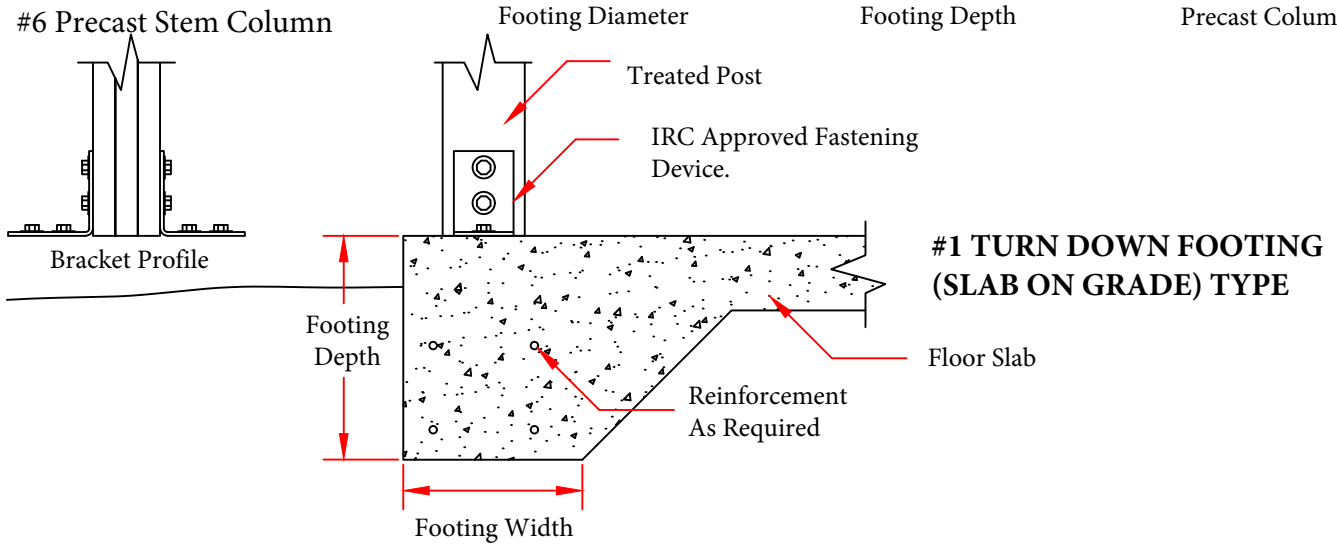 #6 Precast Stem Column
Footing Diameter
Footing Depth
Precast Colum
Treated Post
IRC Approved Fastening
Device.
Bracket Profile
#1 TURN DOWN FOOTING
(SLAB ON GRADE) TYPE
Footing
Depth
Floor Slab
Reinforcement
As Required
Footing Width